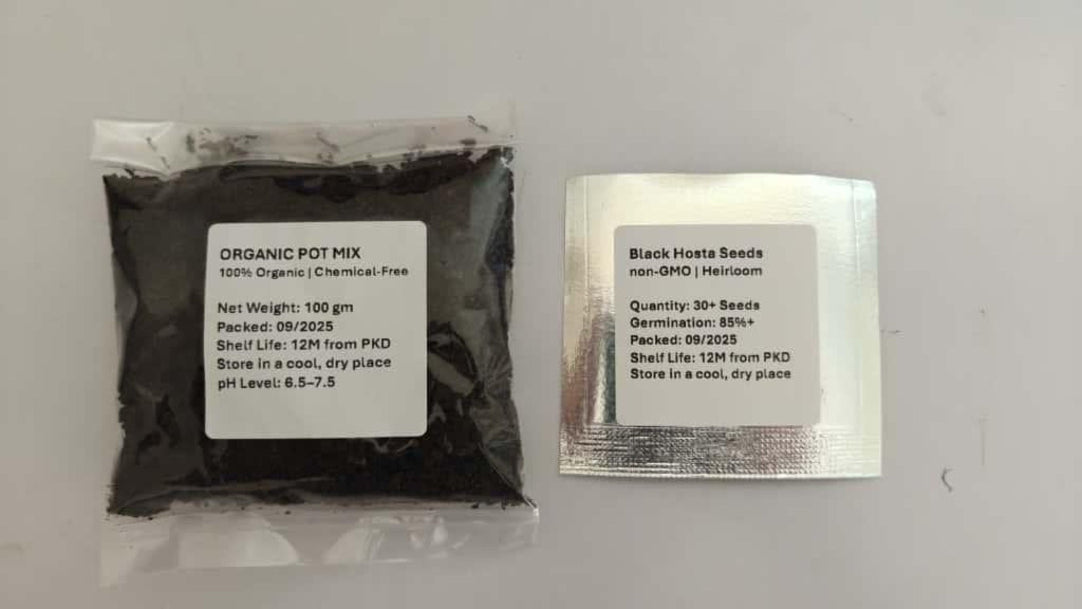 ORGANIC POT MIX
100% Organic | Chemical-Free
Net Weight: 100 gm
Packed: 09/2025
Shelf Life: 12M from PKD
Store in a cool, dry place
pH Level: 6.5–7.5
Black Hosta Seeds
non-GMO | Heirloom
Quantity: 30+ Seeds
Germination: 85%+
Packed: 09/2025
Shelf Life: 12M from PKD
Store in a cool, dry place